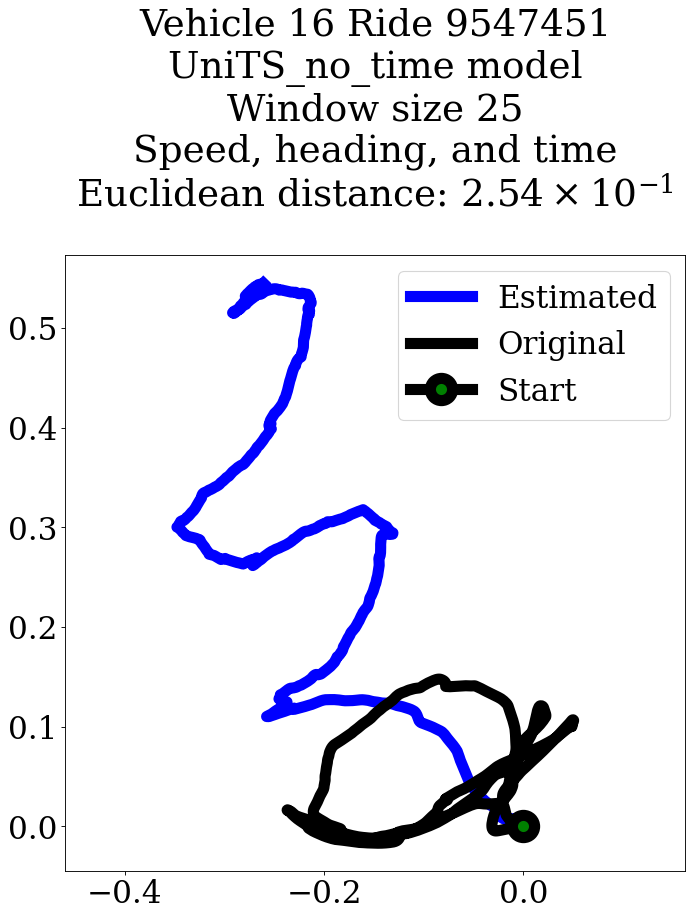 Vehicle 16 Ride 9547451
UniTS_no_time model
Window size 25
Speed, heading, and time
Euclidean distance: 2.54 × 10⁻¹
Estimated
Original
Start
0.5
0.4
0.3
0.2
0.1
0.0
−0.4 −0.2 0.0